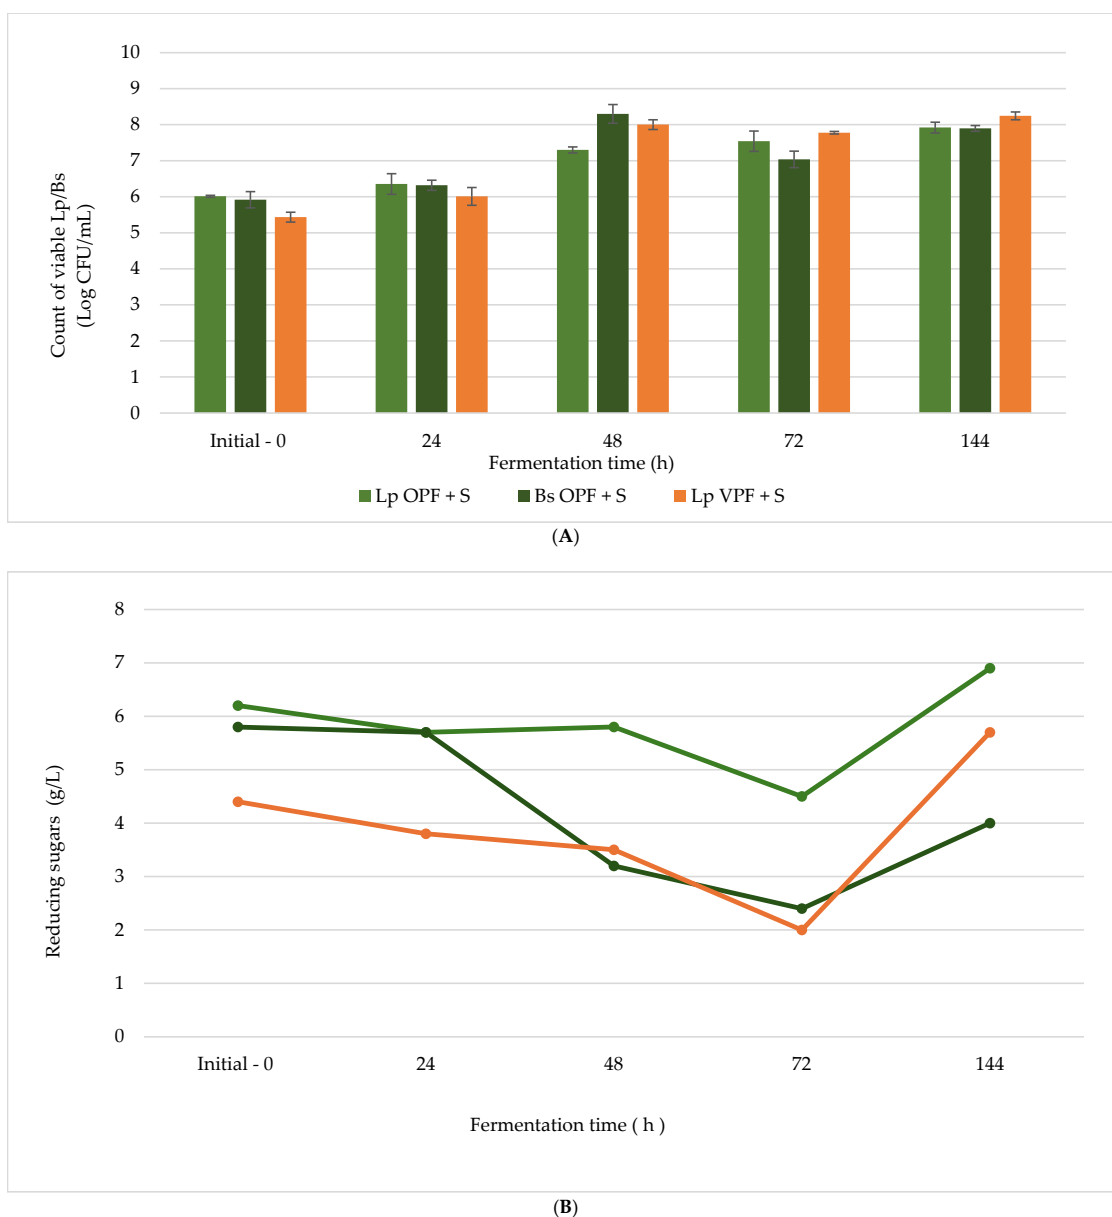 10
9
8
7
6
5
4
3
2
1
0
Count of viable Lp/Bs
(Log CFU/mL)
Initial - 0 24 48 72 144
Fermentation time (h)
Lp OPF + S Bs OPF + S Lp VPF + S
(A)
8
7
6
5
4
3
2
1
0
Reducing sugars (g/L)
Initial - 0 24 48 72 144
Fermentation time ( h )
(B)